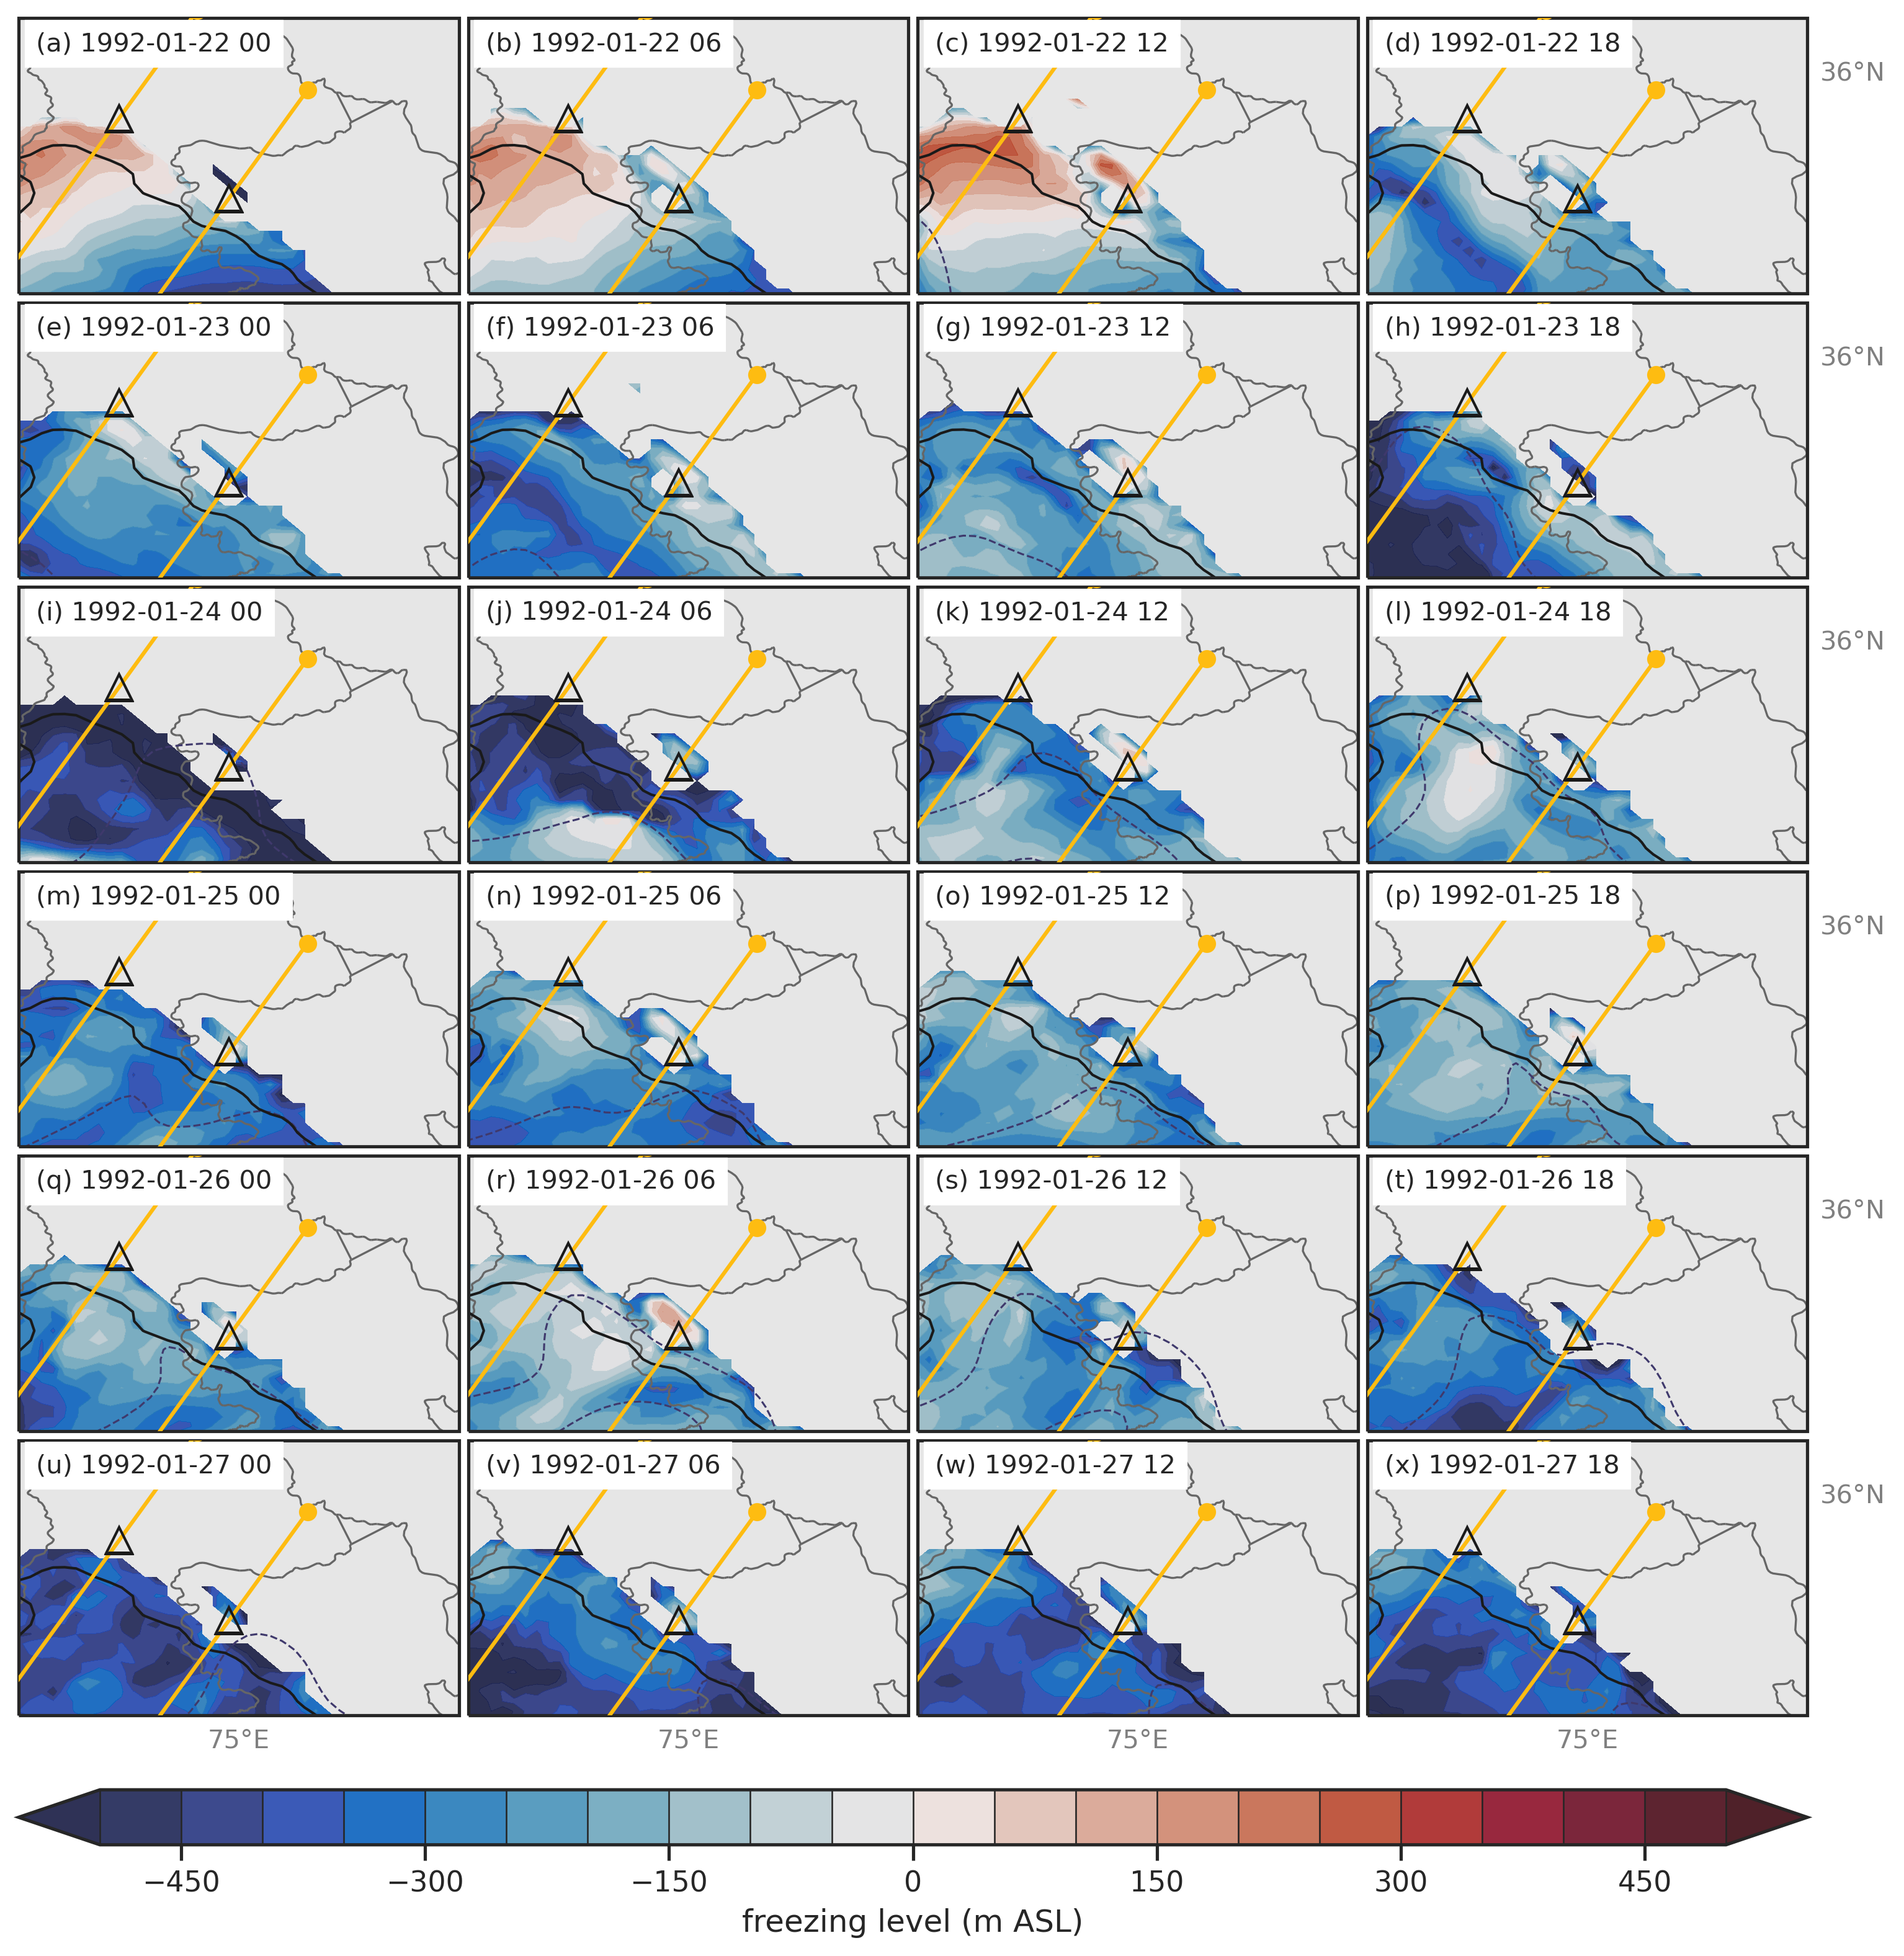 (a) 1992-01-22 00
(b) 1992-01-22 06
(c) 1992-01-22 12
(d) 1992-01-22 18
36°N
(e) 1992-01-23 00
(f) 1992-01-23 06
(g) 1992-01-23 12
(h) 1992-01-23 18
36°N
(i) 1992-01-24 00
(j) 1992-01-24 06
(k) 1992-01-24 12
(l) 1992-01-24 18
36°N
(m) 1992-01-25 00
(n) 1992-01-25 06
(o) 1992-01-25 12
(p) 1992-01-25 18
36°N
(q) 1992-01-26 00
(r) 1992-01-26 06
(s) 1992-01-26 12
(t) 1992-01-26 18
36°N
(u) 1992-01-27 00
(v) 1992-01-27 06
(w) 1992-01-27 12
(x) 1992-01-27 18
36°N
75°E
75°E
75°E
75°E
−450
−300
−150
0
150
300
450
freezing level (m ASL)